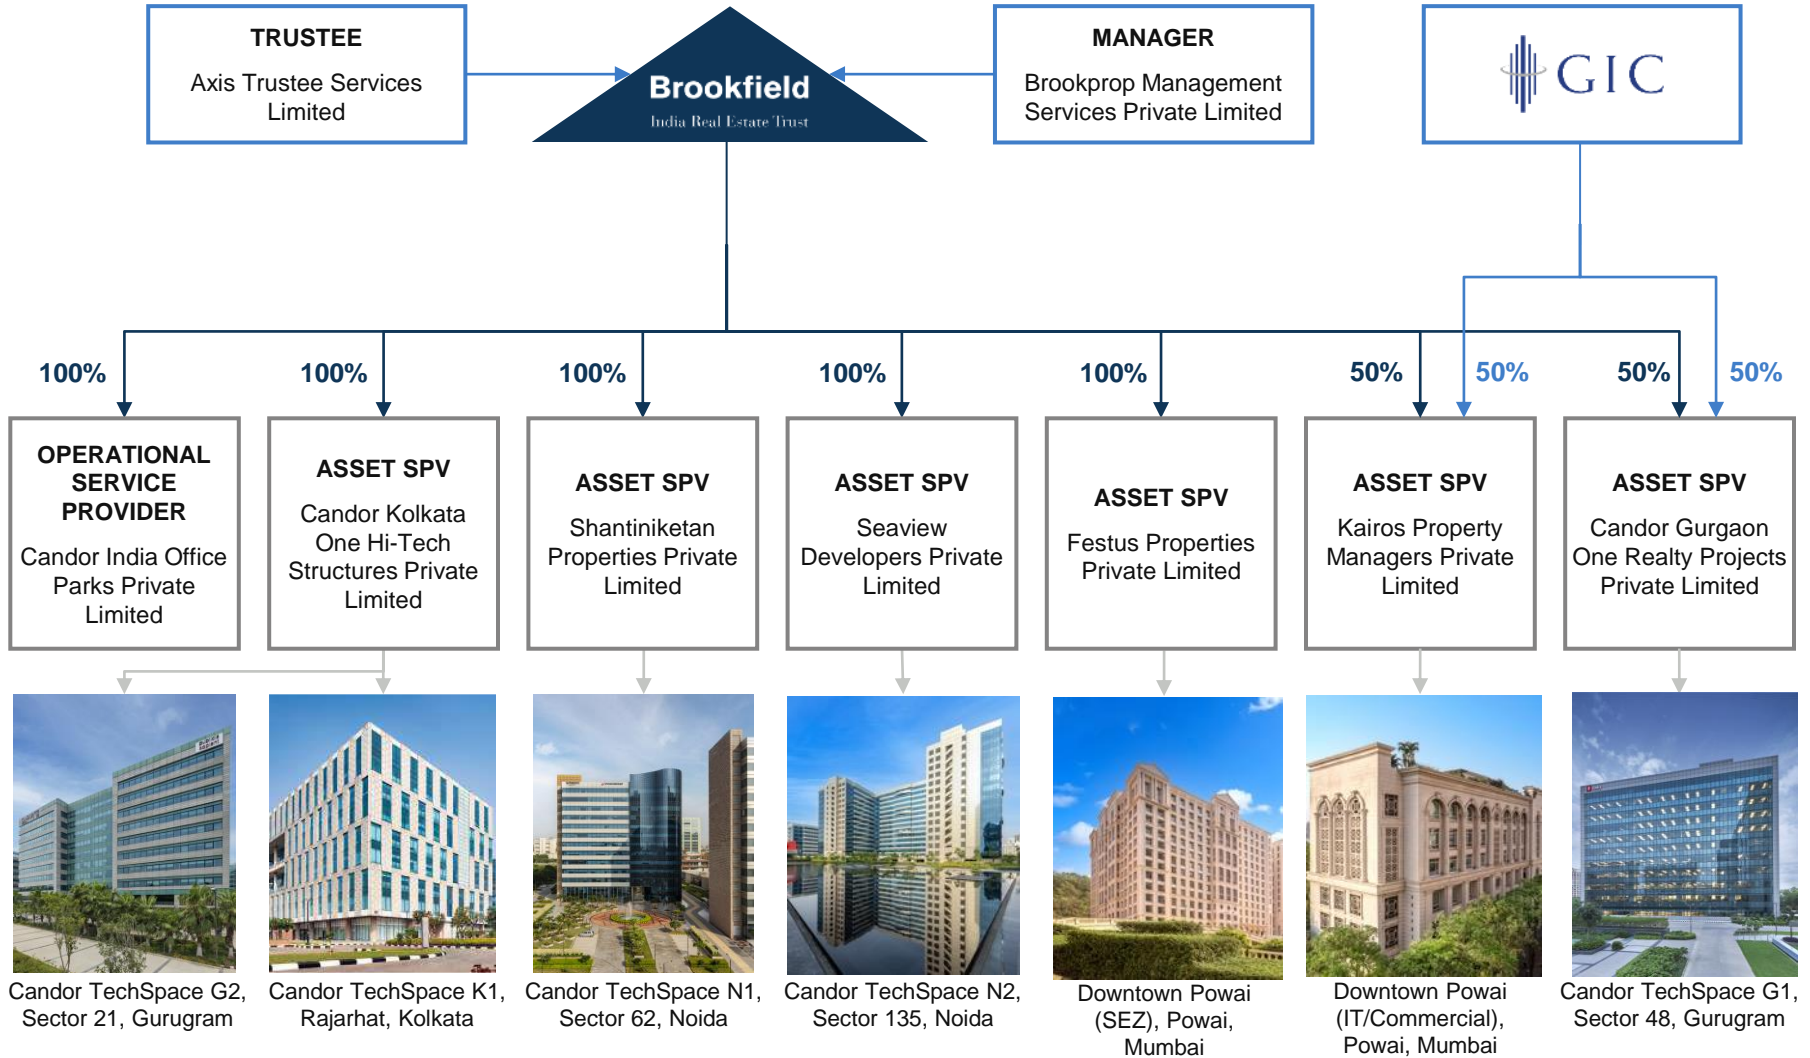 TRUSTEE
Axis Trustee Services
Limited
Brookfield
India Real Estate Trust
MANAGER
Brookprop Management
Services Private Limited
GIC
100%
100%
100%
100%
100%
50%
50%
50%
50%
OPERATIONAL
SERVICE
PROVIDER
Candor India Office
Parks Private
Limited
ASSET SPV
Candor Kolkata
One Hi-Tech
Structures Private
Limited
ASSET SPV
Shantiniketan
Properties Private
Limited
ASSET SPV
Seaview
Developers Private
Limited
ASSET SPV
Festus Properties
Private Limited
ASSET SPV
Kairos Property
Managers Private
Limited
ASSET SPV
Candor Gurgaon
One Realty Projects
Private Limited
Candor TechSpace G2,
Sector 21, Gurugram
Candor TechSpace K1,
Rajarhat, Kolkata
Candor TechSpace N1,
Sector 62, Noida
Candor TechSpace N2,
Sector 135, Noida
Downtown Powai
(SEZ), Powai,
Mumbai
Downtown Powai
(IT/Commercial),
Powai, Mumbai
Candor TechSpace G1,
Sector 48, Gurugram